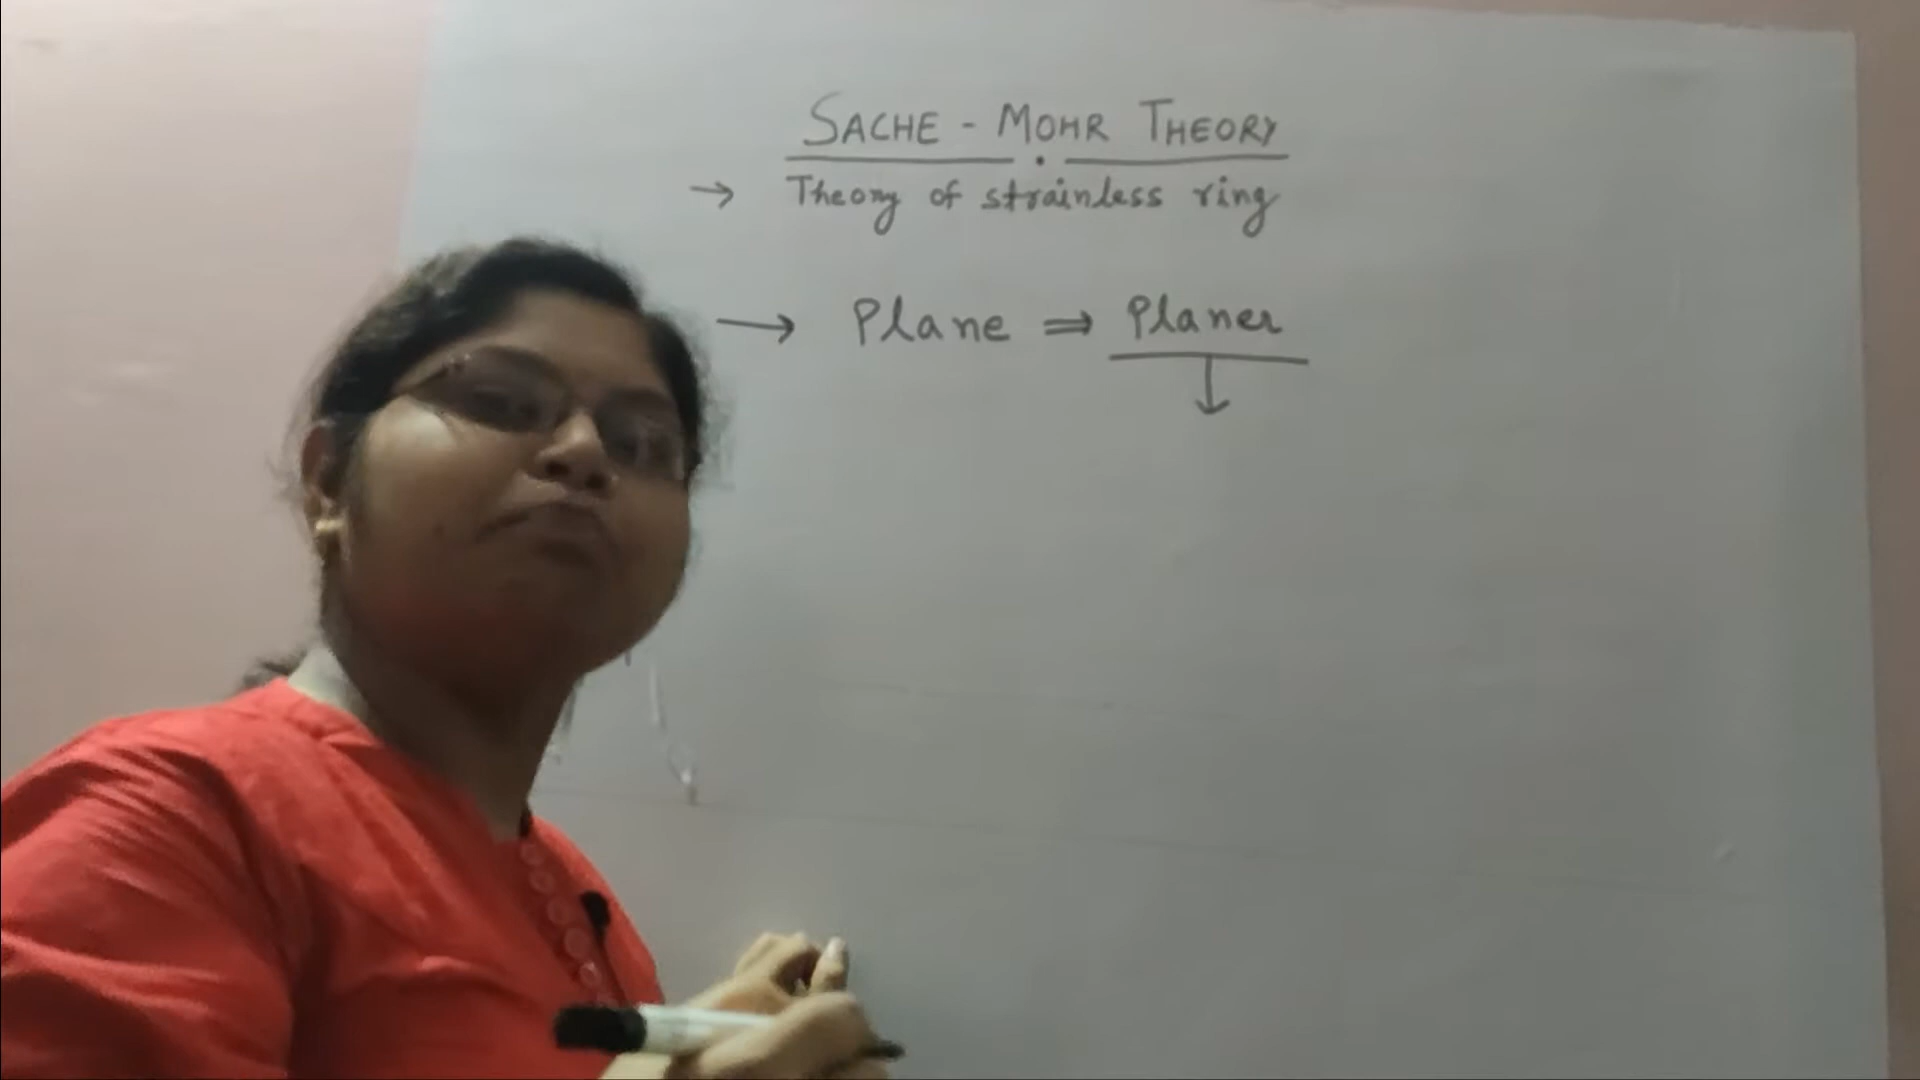 SACHE - MOHR THEORY
→ Theory of strainless ring
→ Plane ⇒ Planer
↓